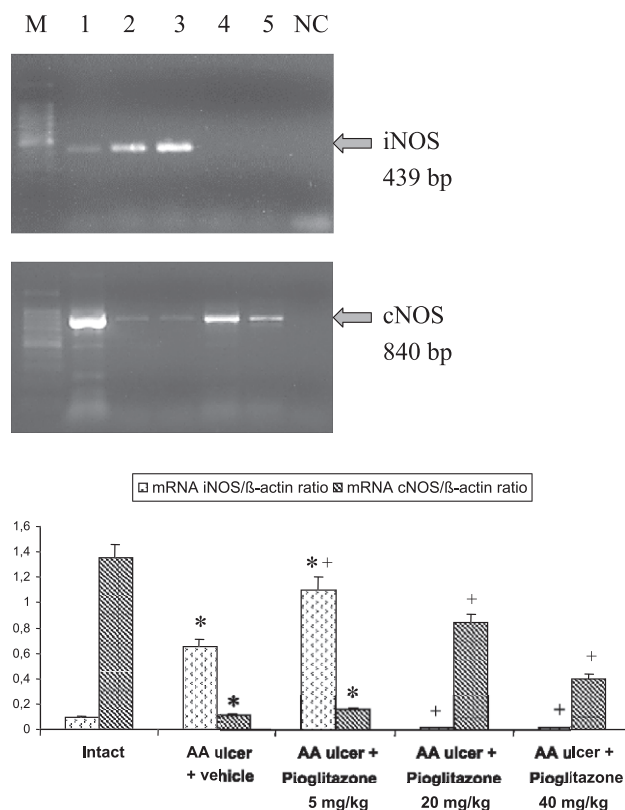 M 1 2 3 4 5 NC
iNOS
439 bp
cNOS
840 bp
mRNA iNOS/ß-actin ratio mRNA cNOS/ß-actin ratio
1,6
1,4
1,2
1
0,8
0,6
0,4
0,2
0
* * * + * + + + +
Intact
AA ulcer
+ vehicle
AA ulcer +
Pioglitazone
5 mg/kg
AA ulcer +
Pioglitazone
20 mg/kg
AA ulcer +
Pioglitazone
40 mg/kg